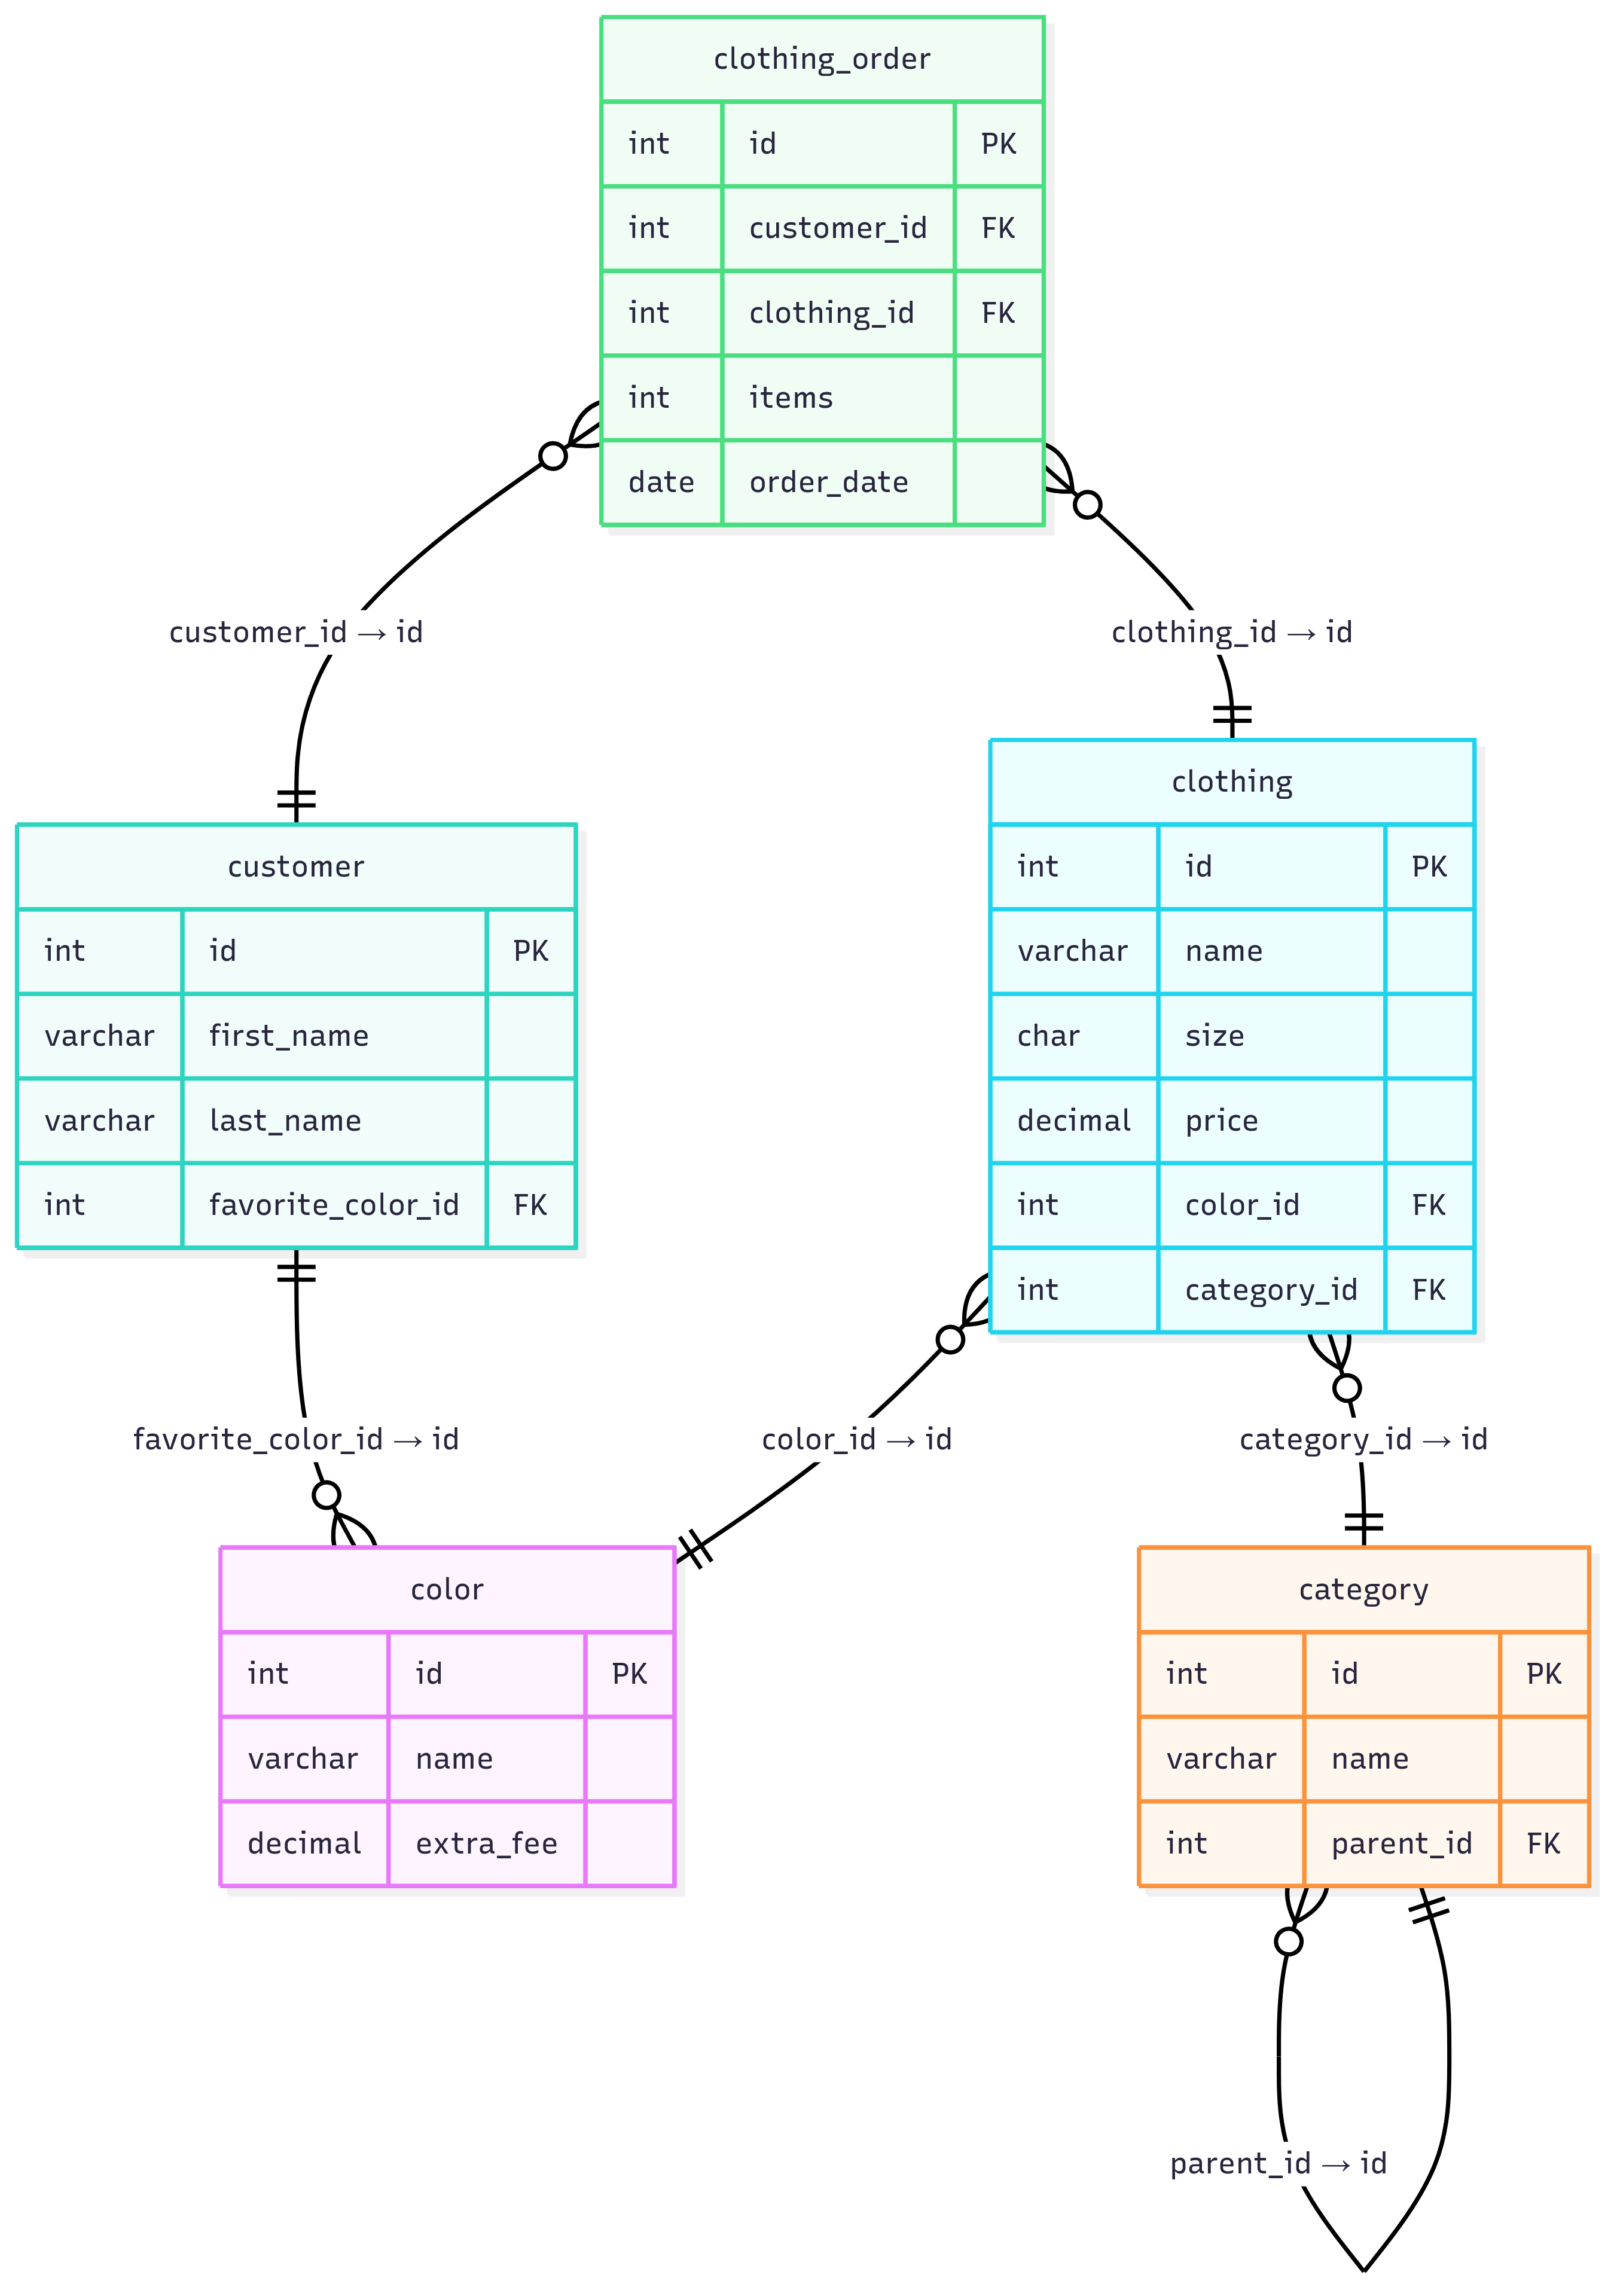 clothing_order
int id PK
int customer_id FK
int clothing_id FK
int items
date order_date
customer_id → id
clothing_id → id
customer
int id PK
varchar first_name
varchar last_name
int favorite_color_id FK
clothing
int id PK
varchar name
char size
decimal price
int color_id FK
int category_id FK
favorite_color_id → id
color_id → id
category_id → id
color
int id PK
varchar name
decimal extra_fee
category
int id PK
varchar name
int parent_id FK
parent_id → id